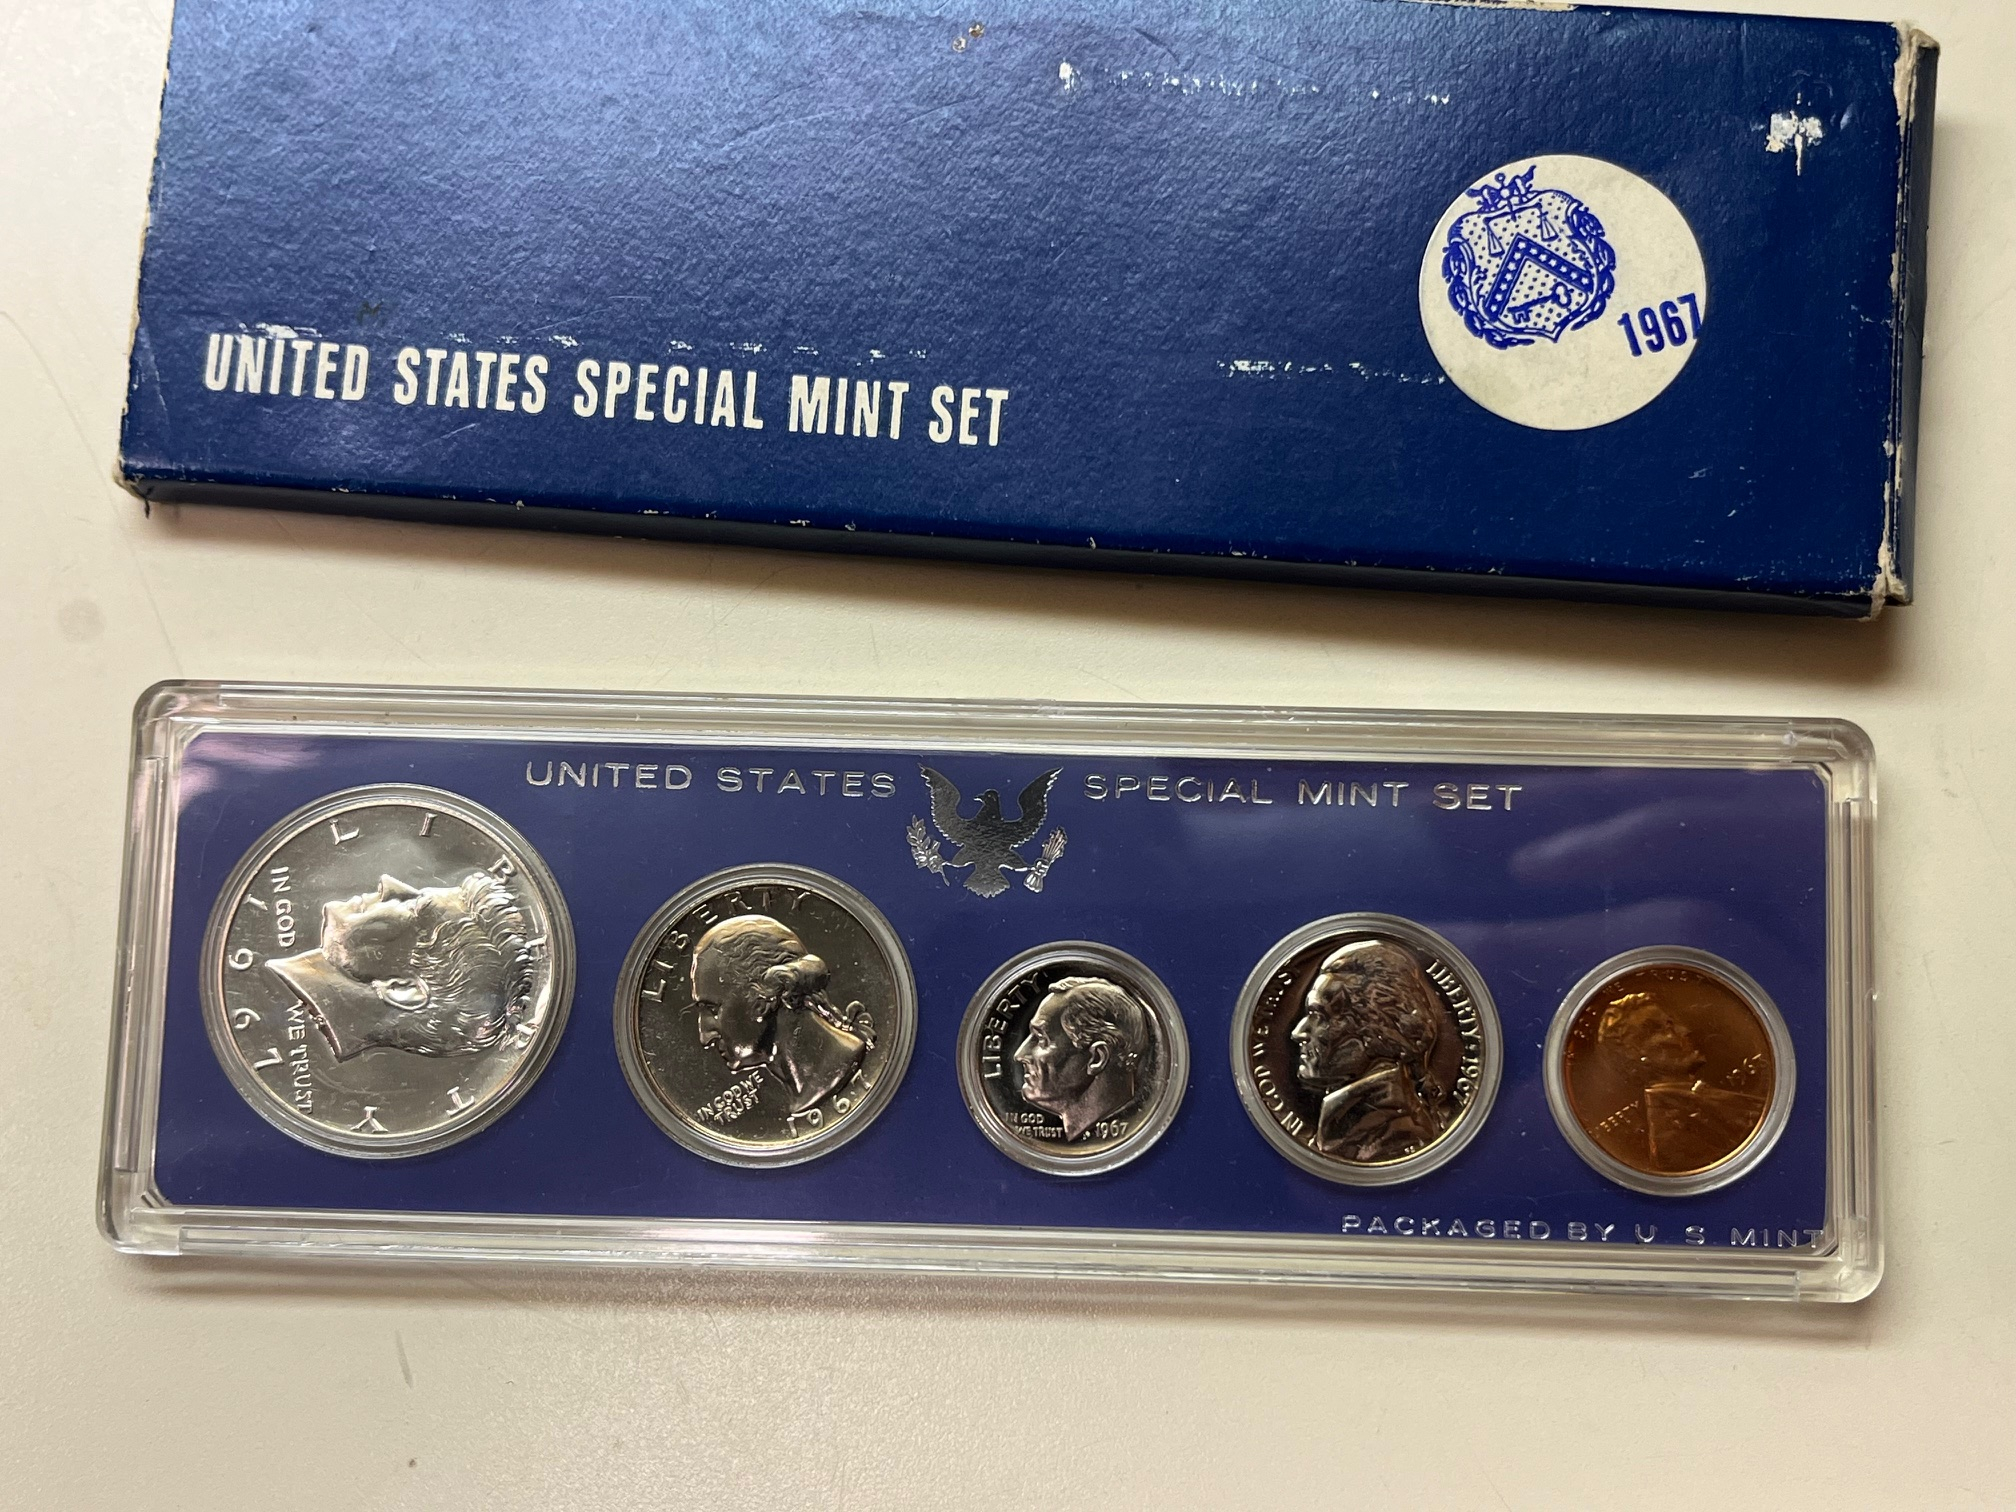 UNITED STATES SPECIAL MINT SET
1967
UNITED STATES SPECIAL MINT SET
LIBERTY
IN GOD WE TRUST
1967
LIBERTY
IN GOD WE
TRUST
1967
LIBERTY
IN GOD
WE TRUST
1967
IN GOD WE TRUST
LIBERTY · 1967
TRUST
LIBERTY
1967
PACKAGED BY U S MINT